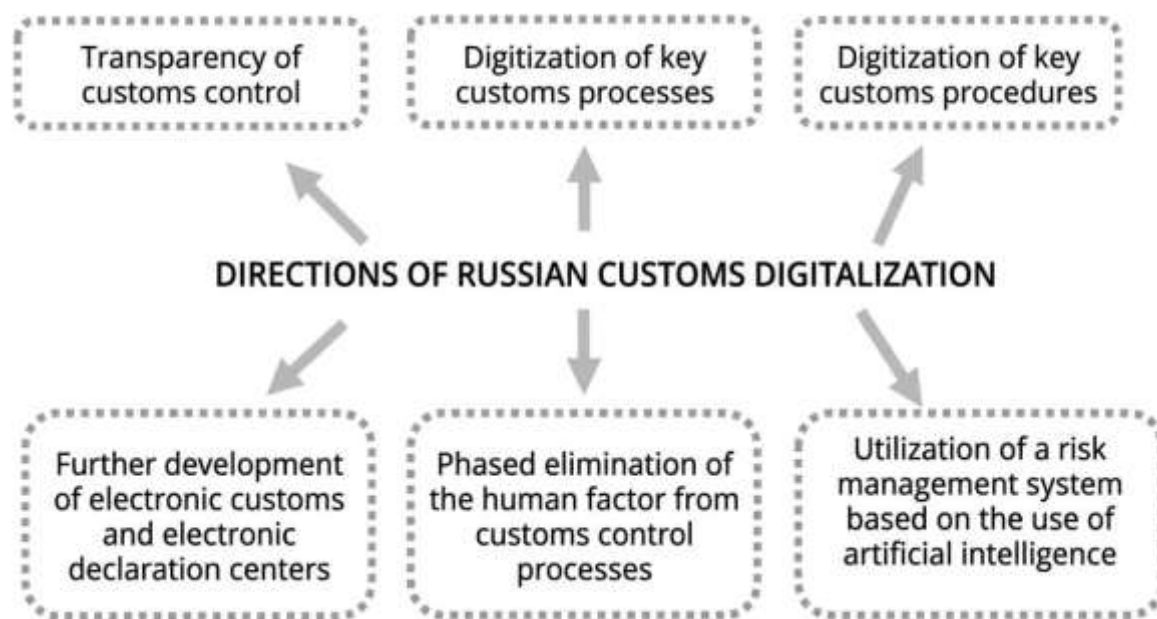 Transparency of
customs control
Digitization of key
customs processes
Digitization of key
customs procedures
DIRECTIONS OF RUSSIAN CUSTOMS DIGITALIZATION
Further development
of electronic customs
and electronic
declaration centers
Phased elimination of
the human factor from
customs control
processes
Utilization of a risk
management system
based on the use of
artificial intelligence